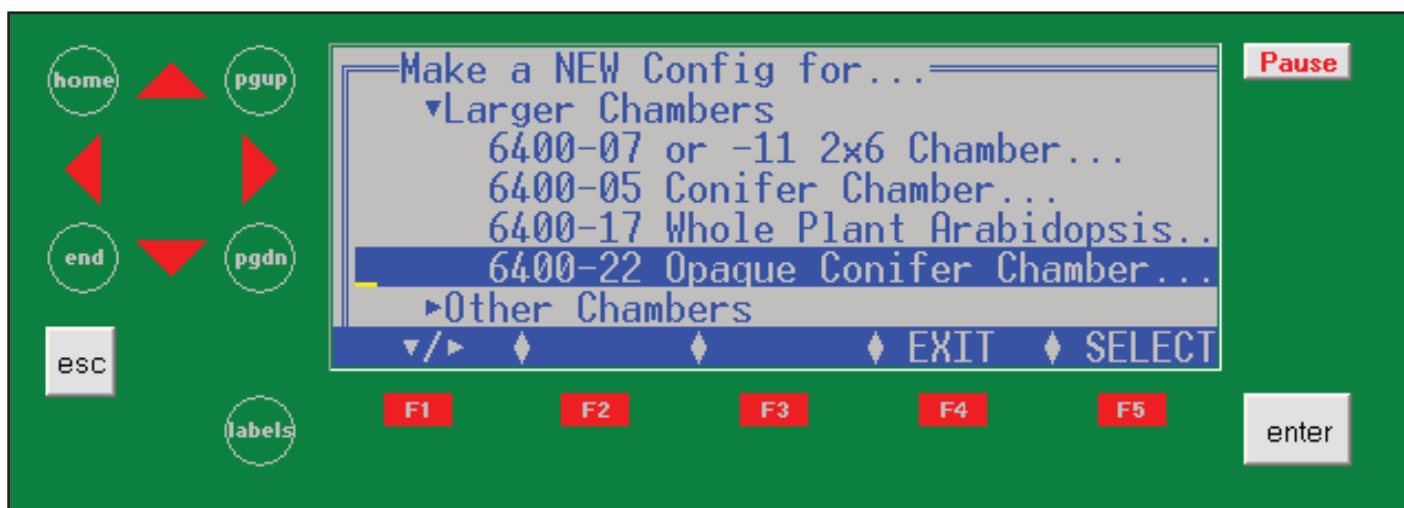 home
pgup
end
pgdn
esc
labels
Make a NEW Config for...
▾Larger Chambers
6400-07 or -11 2x6 Chamber...
6400-05 Conifer Chamber...
6400-17 Whole Plant Arabidopsis..
6400-22 Opaque Conifer Chamber...
▸Other Chambers
▾/▸ ♦ ♦ ♦ EXIT ♦ SELECT
F1 F2 F3 F4 F5
Pause
enter